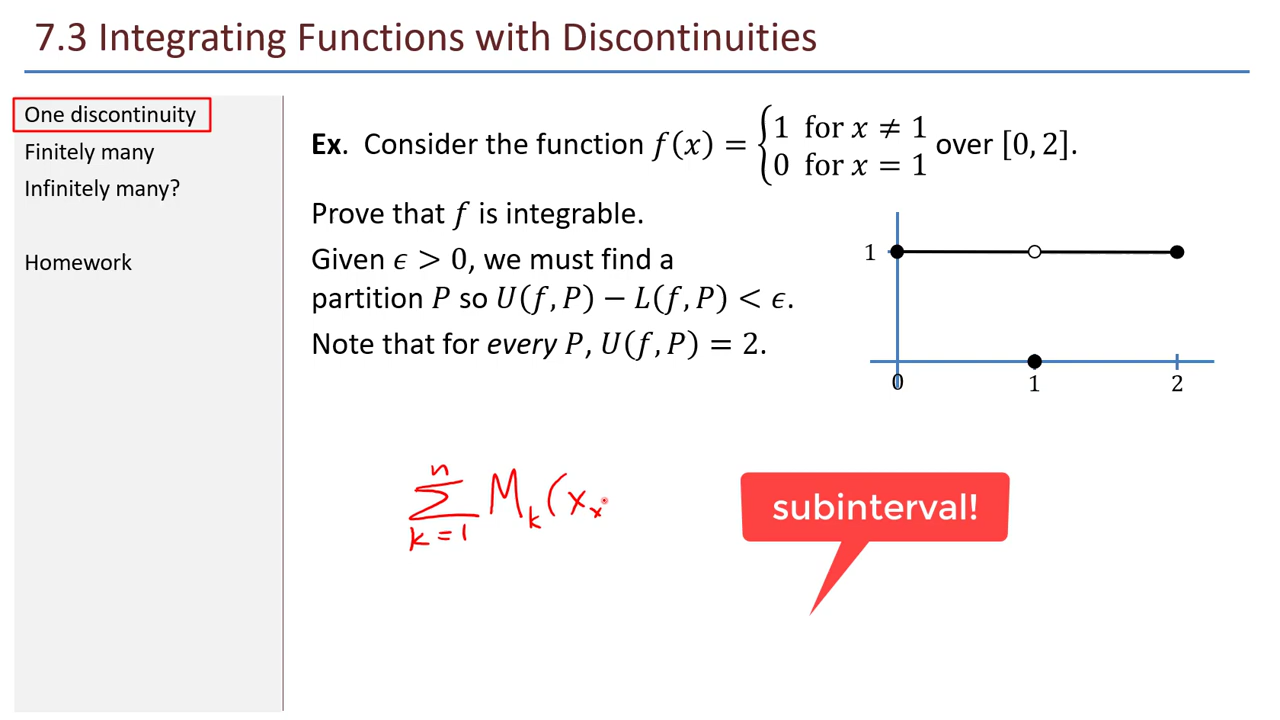 7.3 Integrating Functions with Discontinuities
One discontinuity
Finitely many
Infinitely many?
Homework
Ex. Consider the function f(x) = {1 for x ≠ 1
0 for x = 1 over [0, 2].
Prove that f is integrable.
Given ϵ > 0, we must find a
partition P so U(f, P) − L(f, P) < ϵ.
Note that for every P, U(f, P) = 2.
1
0 1 2
n
∑ M_k (x
k=1
subinterval!